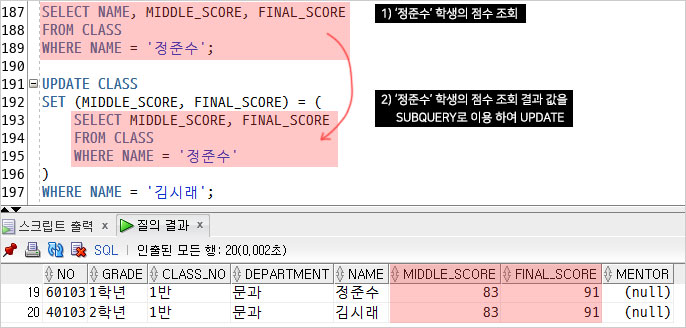 187 SELECT NAME, MIDDLE_SCORE, FINAL_SCORE
188 FROM CLASS
189 WHERE NAME = '정준수';
190
191 UPDATE CLASS
192 SET (MIDDLE_SCORE, FINAL_SCORE) = (
193 SELECT MIDDLE_SCORE, FINAL_SCORE
194 FROM CLASS
195 WHERE NAME = '정준수'
196 )
197 WHERE NAME = '김시래';
1) ‘정준수’ 학생의 점수 조회
2) ‘정준수’ 학생의 점수 조회 결과 값을
SUBQUERY로 이용 하여 UPDATE
스크립트 출력 x 질의 결과 x
SQL | 인출된 모든 행: 20(0,002초)
NO GRADE CLASS_NO DEPARTMENT NAME MIDDLE_SCORE FINAL_SCORE MENTOR
19 60103 1학년 1반 문과 정준수 83 91 (null)
20 40103 2학년 1반 문과 김시래 83 91 (null)